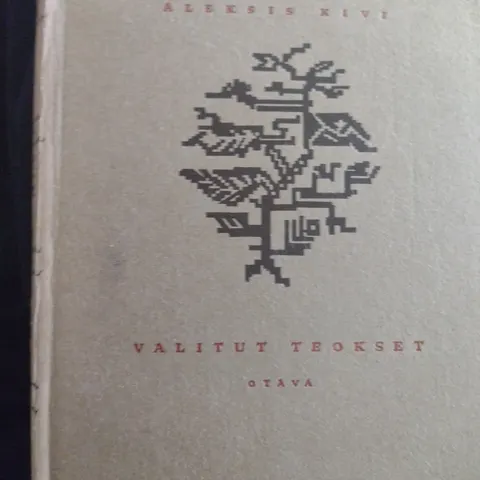 ALEKSIS KIVI
VALITUT TEOKSET
OTAVA